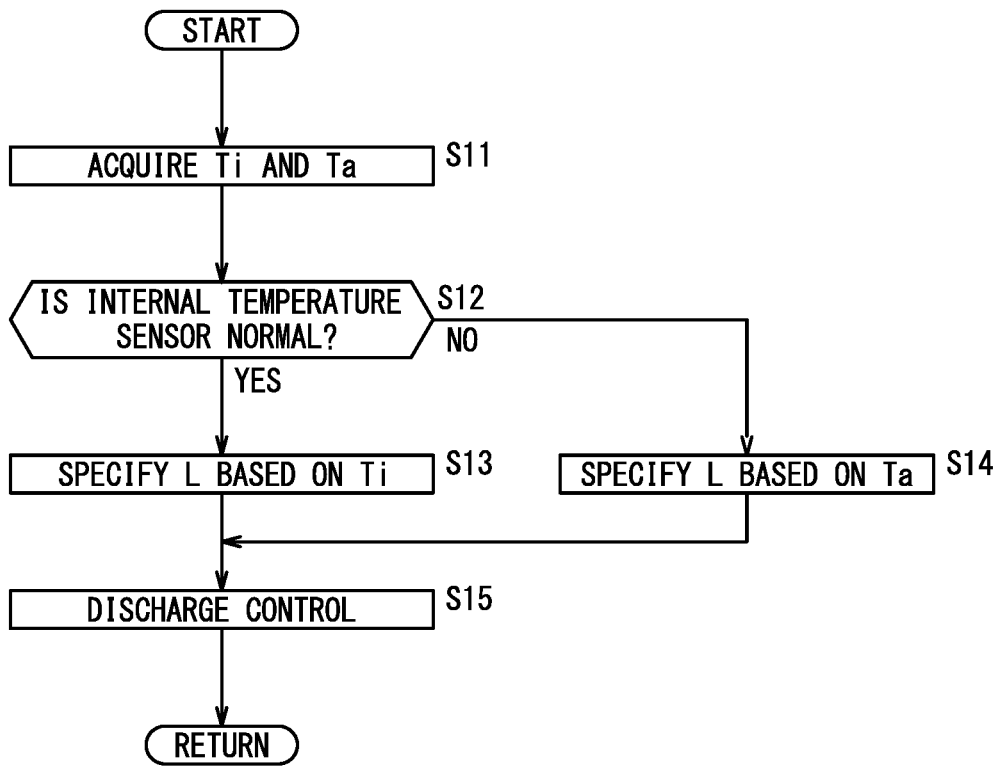 START
ACQUIRE Ti AND Ta
S11
IS INTERNAL TEMPERATURE
SENSOR NORMAL?
S12
NO
YES
SPECIFY L BASED ON Ti
S13
SPECIFY L BASED ON Ta
S14
DISCHARGE CONTROL
S15
RETURN